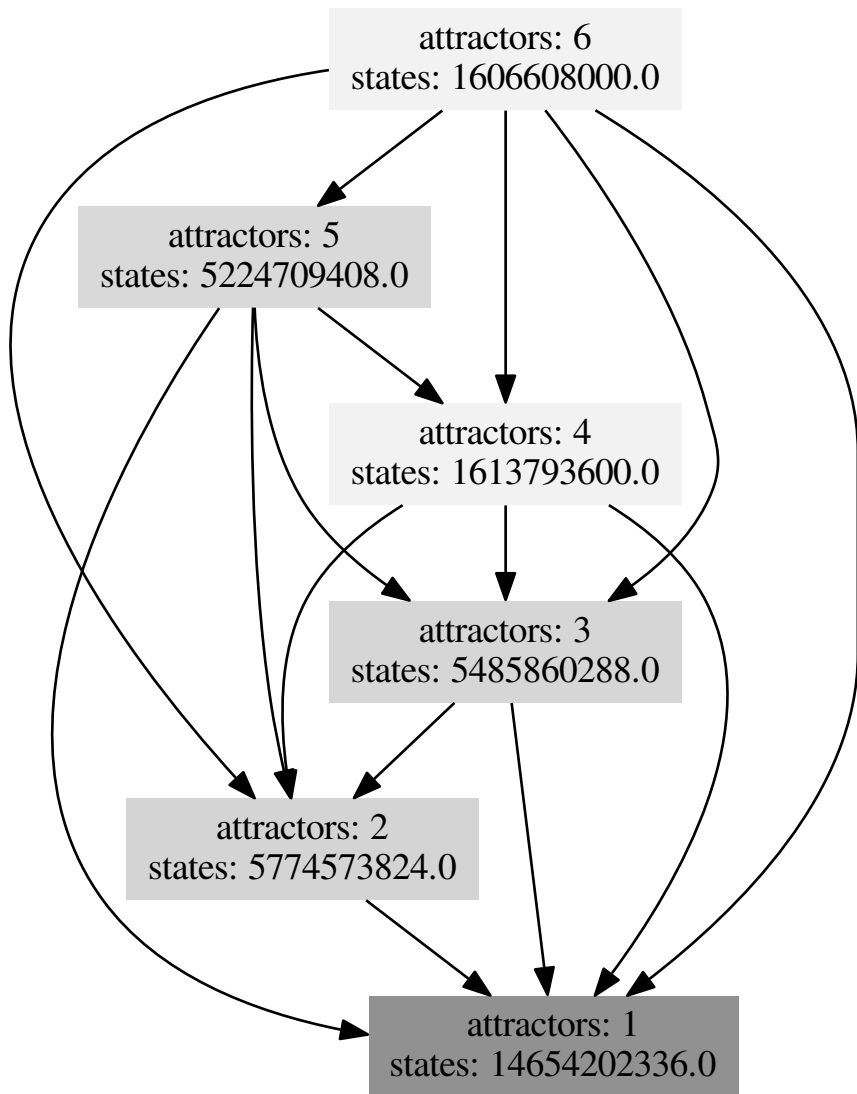 attractors: 6
states: 1606608000.0
attractors: 5
states: 5224709408.0
attractors: 4
states: 1613793600.0
attractors: 3
states: 5485860288.0
attractors: 2
states: 5774573824.0
attractors: 1
states: 14654202336.0